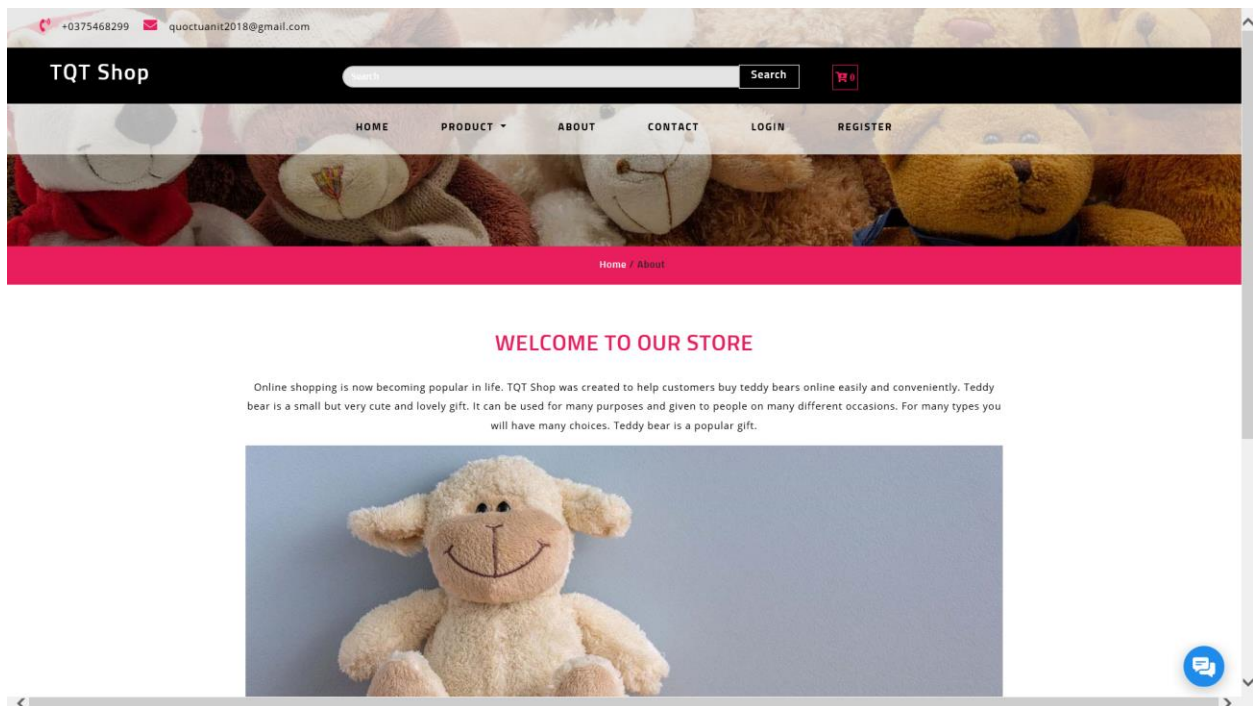 +0375468299 quoctuanit2018@gmail.com
TQT Shop
Search
Search
0
HOME PRODUCT ABOUT CONTACT LOGIN REGISTER
Home / About
WELCOME TO OUR STORE
Online shopping is now becoming popular in life. TQT Shop was created to help customers buy teddy bears online easily and conveniently. Teddy
bear is a small but very cute and lovely gift. It can be used for many purposes and given to people on many different occasions. For many types you
will have many choices. Teddy bear is a popular gift.